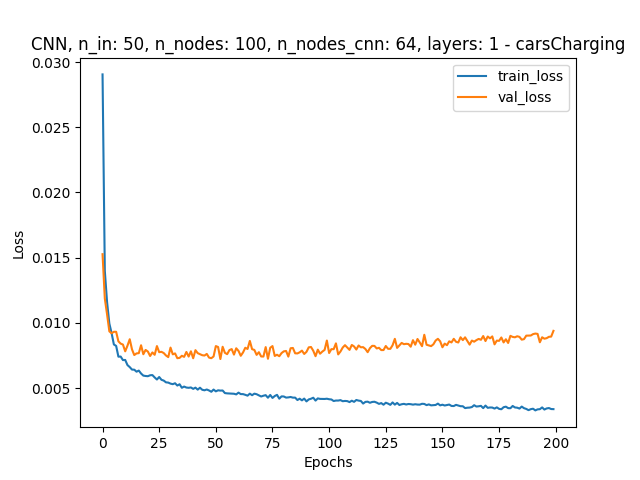 CNN, n_in: 50, n_nodes: 100, n_nodes_cnn: 64, layers: 1 - carsCharging
train_loss
val_loss
0.030
0.025
0.020
0.015
0.010
0.005
Loss
0 25 50 75 100 125 150 175 200
Epochs